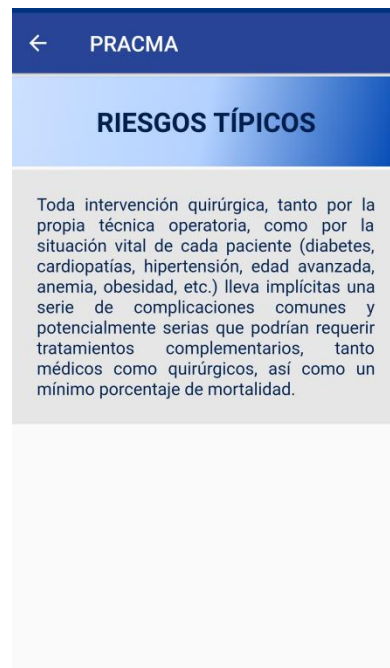 PRACMA
RIESGOS TÍPICOS
Toda intervención quirúrgica, tanto por la
propia técnica operatoria, como por la
situación vital de cada paciente (diabetes,
cardiopatías, hipertensión, edad avanzada,
anemia, obesidad, etc.) lleva implícitas una
serie de complicaciones comunes y
potencialmente serias que podrían requerir
tratamientos complementarios, tanto
médicos como quirúrgicos, así como un
mínimo porcentaje de mortalidad.